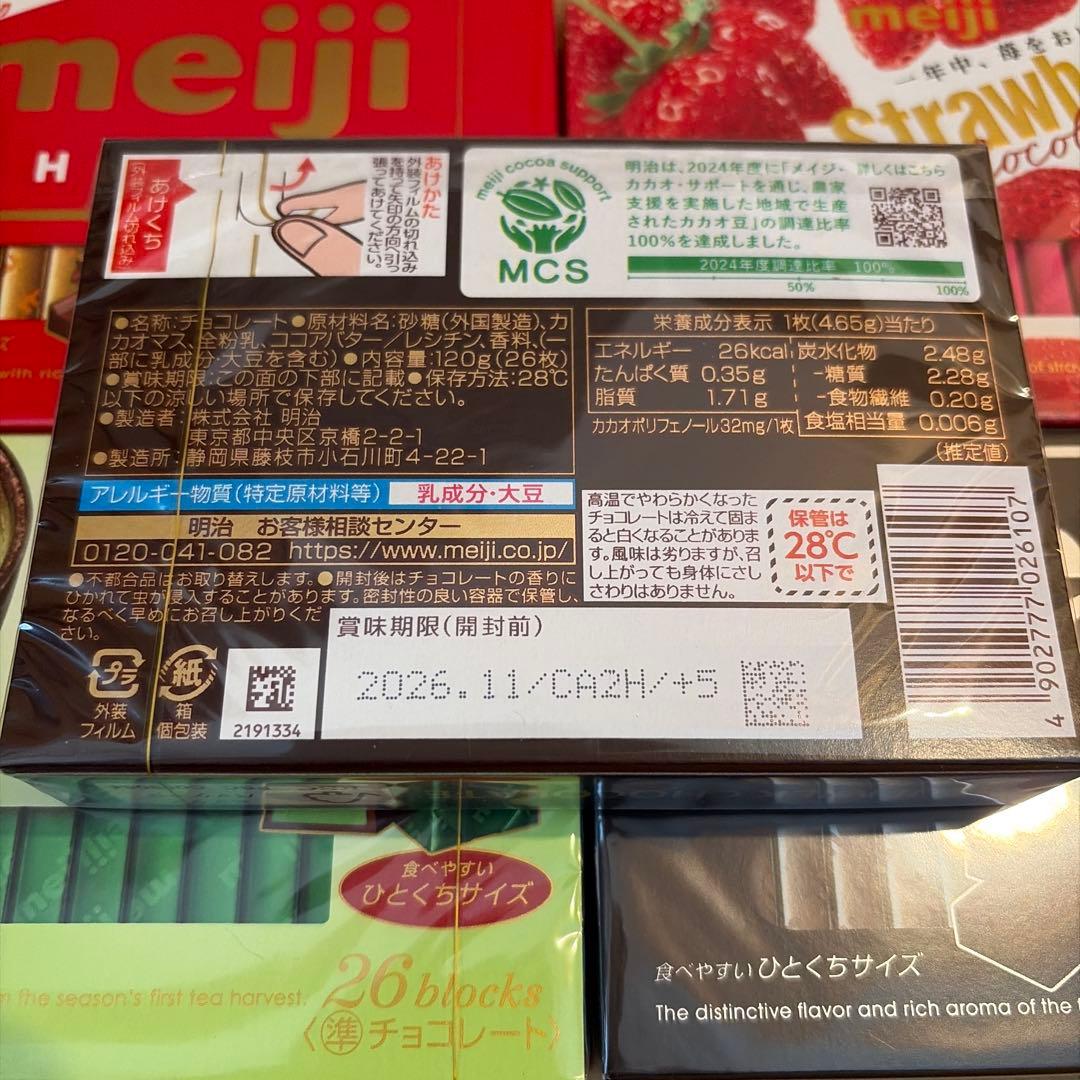 meiji
H
meiji
一年中、苺をお
Strawb
with ric
あけくち
(外装フィルム切れ込み)
あけかた
外装フィルムの切れ込み
を持って矢印の方向に引っ
張ってあけてください。
meiji cocoa support
MCS
明治は、2024年度に「メイジ・
カカオ・サポートを通じ、農家
支援を実施した地域で生産
されたカカオ豆」の調達比率
100%を達成しました。
詳しくはこちら
2024年度調達比率 100%
50% 100%
●名称:チョコレート●原材料名:砂糖(外国製造)、カ
カオマス、全粉乳、ココアバター/レシチン、香料、(一
部に乳成分・大豆を含む)●内容量:120g(26枚)
●賞味期限:この面の下部に記載●保存方法:28℃
以下の涼しい場所で保存してください。
●製造者:株式会社 明治
東京都中央区京橋2-2-1
●製造所:静岡県藤枝市小石川町4-22-1
栄養成分表示 1枚(4.65g)当たり
エネルギー 26kcal 炭水化物 2.48g
たんぱく質 0.35g -糖質 2.28g
脂質 1.71g -食物繊維 0.20g
カカオポリフェノール32mg/1枚 食塩相当量 0.006g
(推定値)
アレルギー物質(特定原材料等) 乳成分・大豆
明治 お客様相談センター
0120-041-082 https://www.meiji.co.jp/
●不都合品はお取り替えします。●開封後はチョコレートの香りに
ひかれて虫が侵入することがあります。密封性の良い容器で保管し、
なるべく早めにお召し上がりくだ
さい。
高温でやわらかくなった
チョコレートは冷えて固ま
ると白くなることがありま
す。風味は劣りますが、召
し上がっても身体にさし
さわりはありません。
保管は
28℃
以下で
4902777026107
プラ
外装
フィルム
紙
箱
個包装
2191334
賞味期限(開封前)
2026.11/CA2H/+5
meiji
食べやすい
ひとくちサイズ
m the season's first tea harvest.
26 blocks
〈準チョコレート〉
食べやすいひとくちサイズ
The distinctive flavor and rich aroma of the